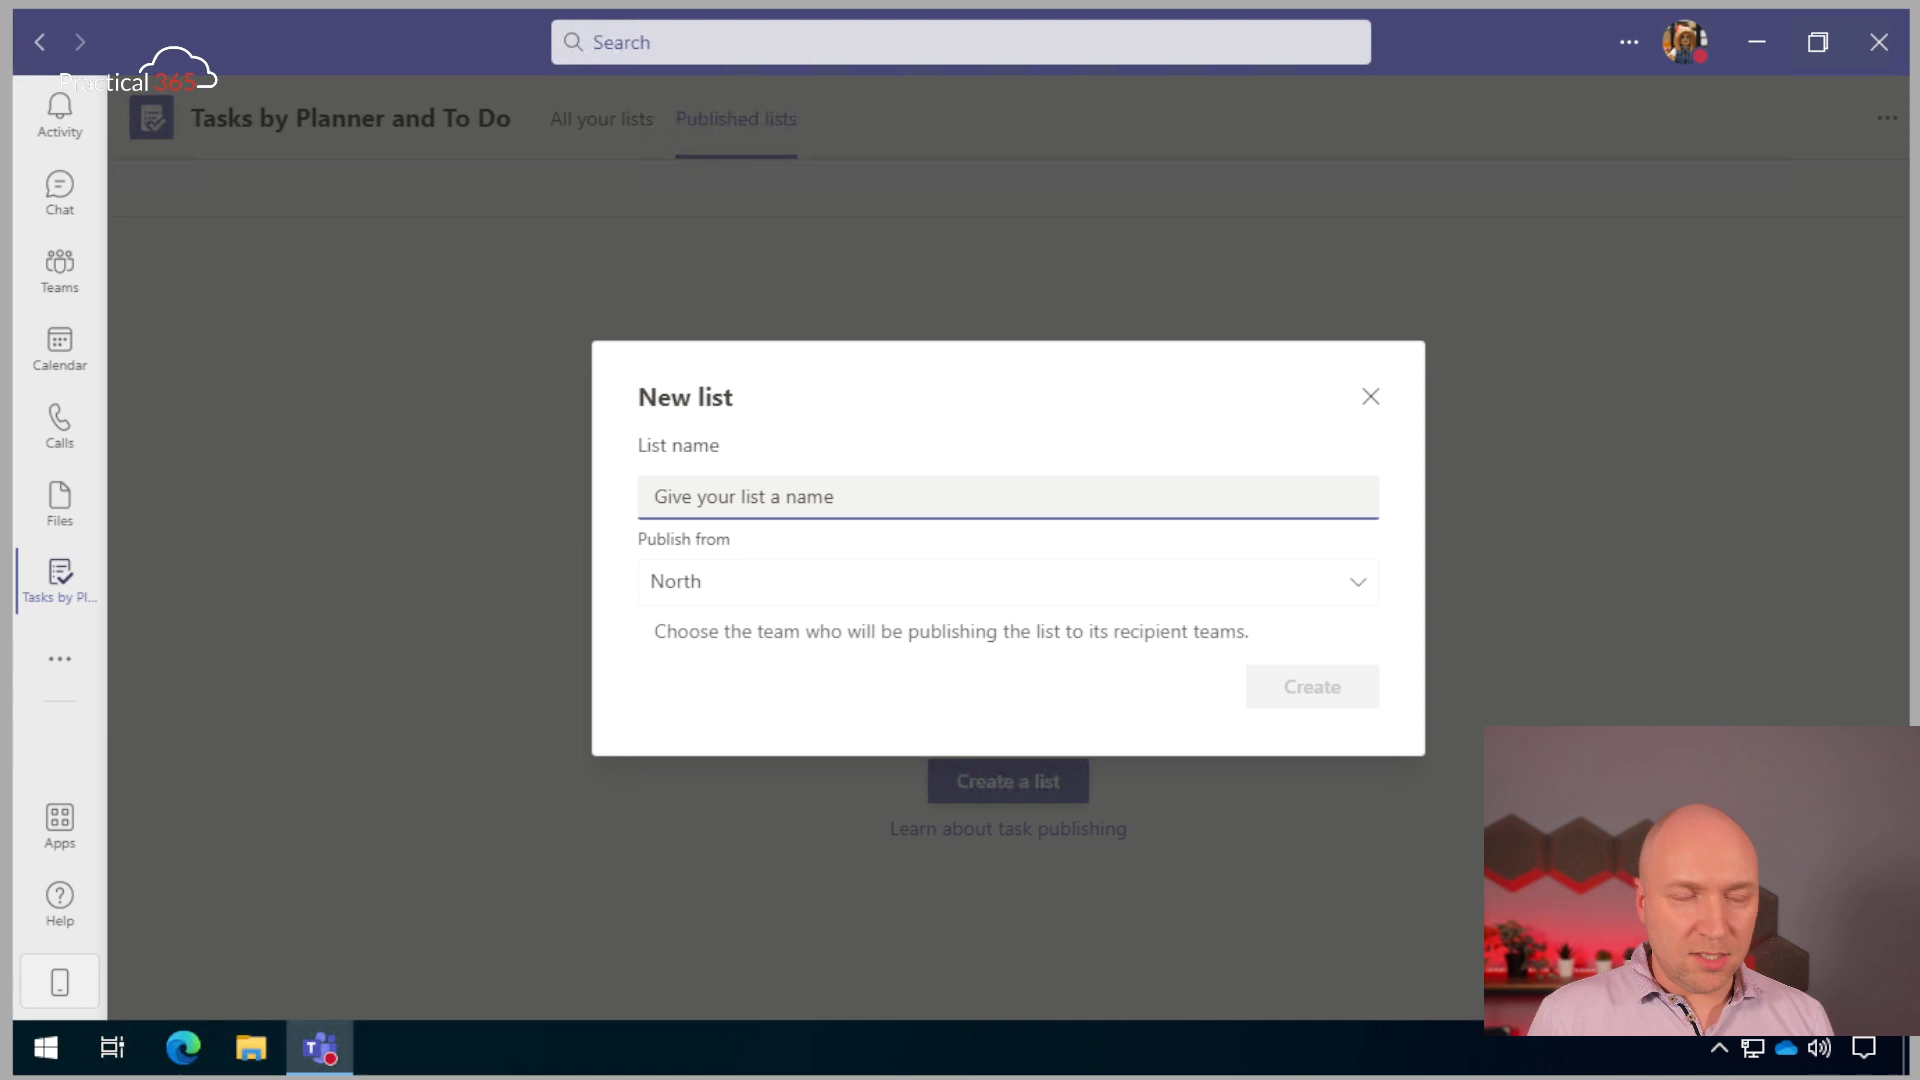 Search
Practical 365
Activity
Tasks by Planner and To Do
All your lists
Published lists
Chat
Teams
Calendar
Calls
Files
Tasks by Pl...
Apps
Help
New list
List name
Give your list a name
Publish from
North
Choose the team who will be publishing the list to its recipient teams.
Create
Create a list
Learn about task publishing